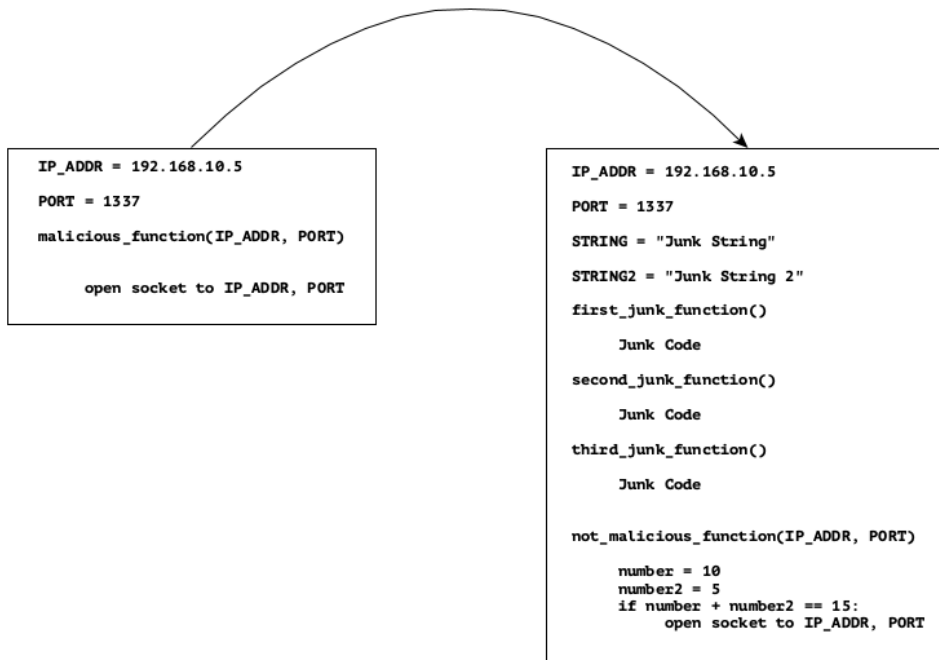 IP_ADDR = 192.168.10.5
PORT = 1337
malicious_function(IP_ADDR, PORT)
open socket to IP_ADDR, PORT
IP_ADDR = 192.168.10.5
PORT = 1337
STRING = "Junk String"
STRING2 = "Junk String 2"
first_junk_function()
Junk Code
second_junk_function()
Junk Code
third_junk_function()
Junk Code
not_malicious_function(IP_ADDR, PORT)
number = 10
number2 = 5
if number + number2 == 15:
open socket to IP_ADDR, PORT